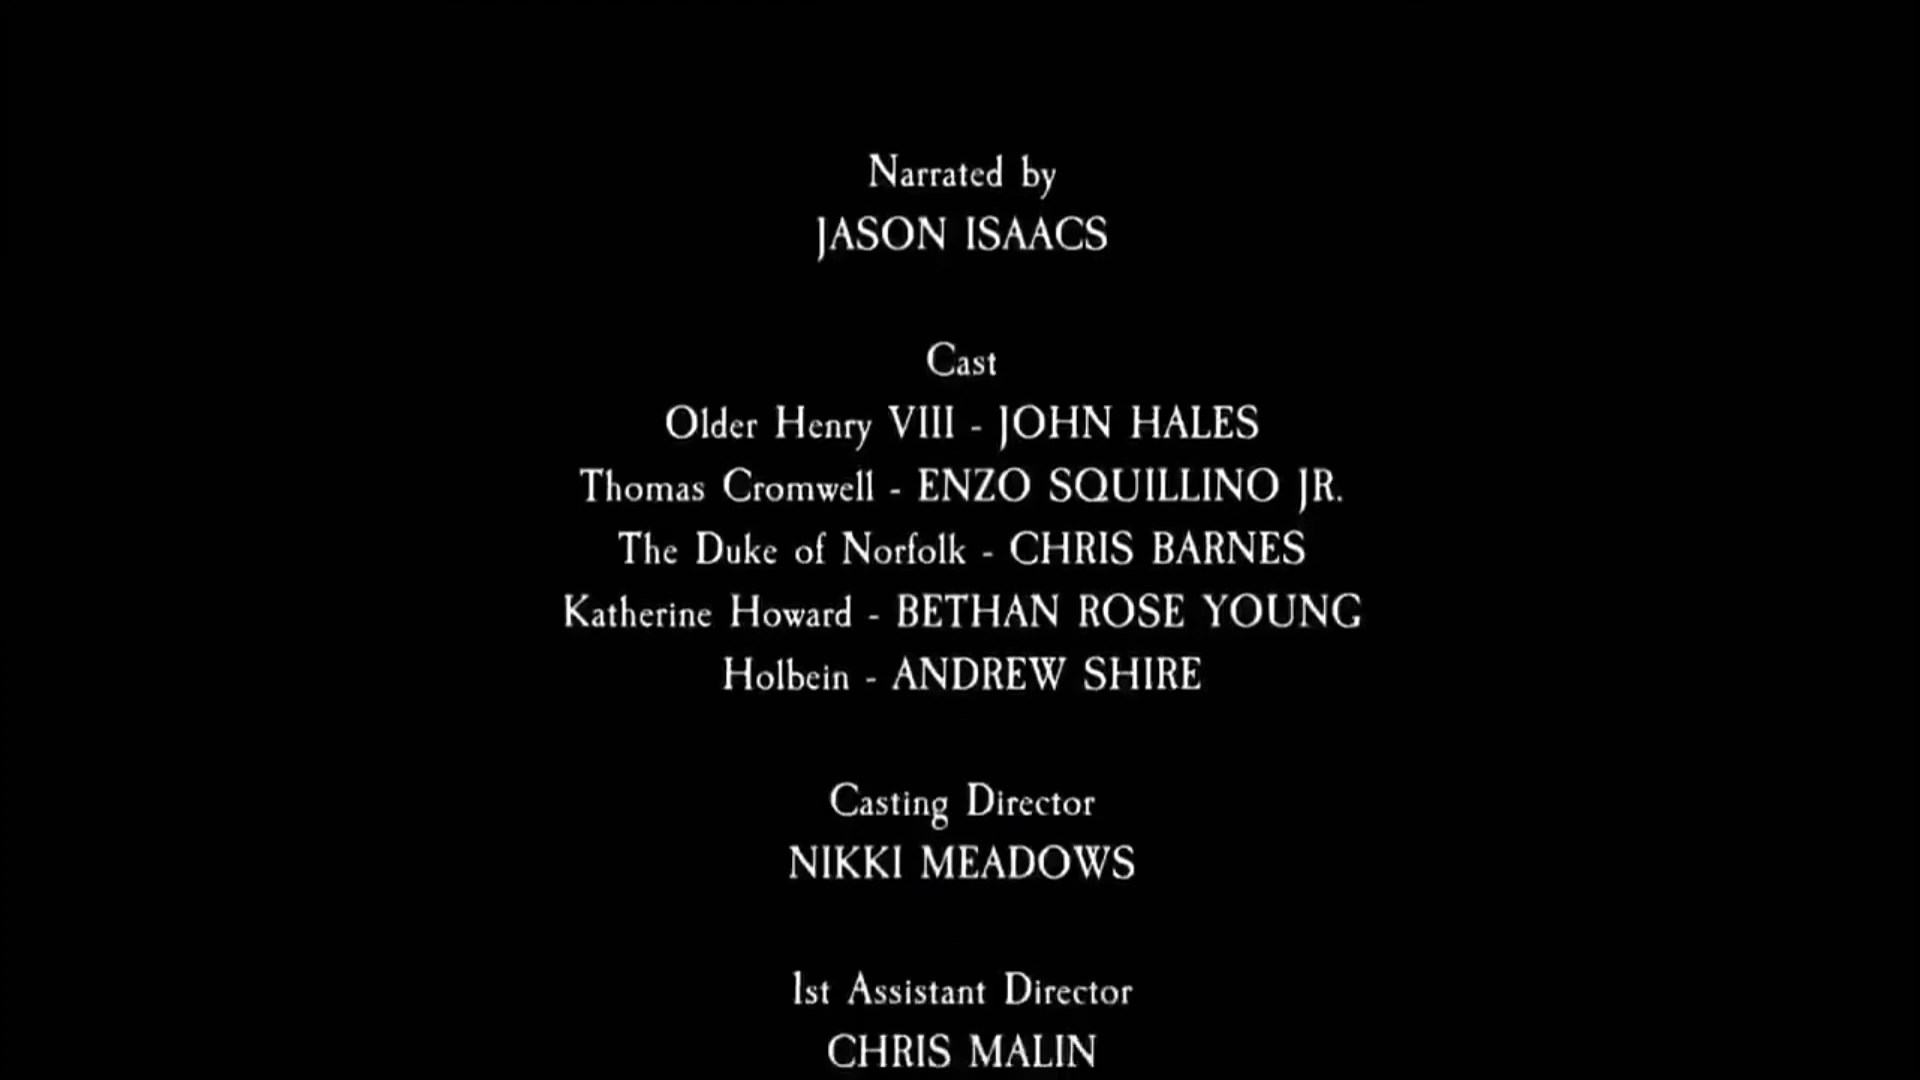 Narrated by
JASON ISAACS
Cast
Older Henry VIII - JOHN HALES
Thomas Cromwell - ENZO SQUILLINO JR.
The Duke of Norfolk - CHRIS BARNES
Katherine Howard - BETHAN ROSE YOUNG
Holbein - ANDREW SHIRE
Casting Director
NIKKI MEADOWS
1st Assistant Director
CHRIS MALIN